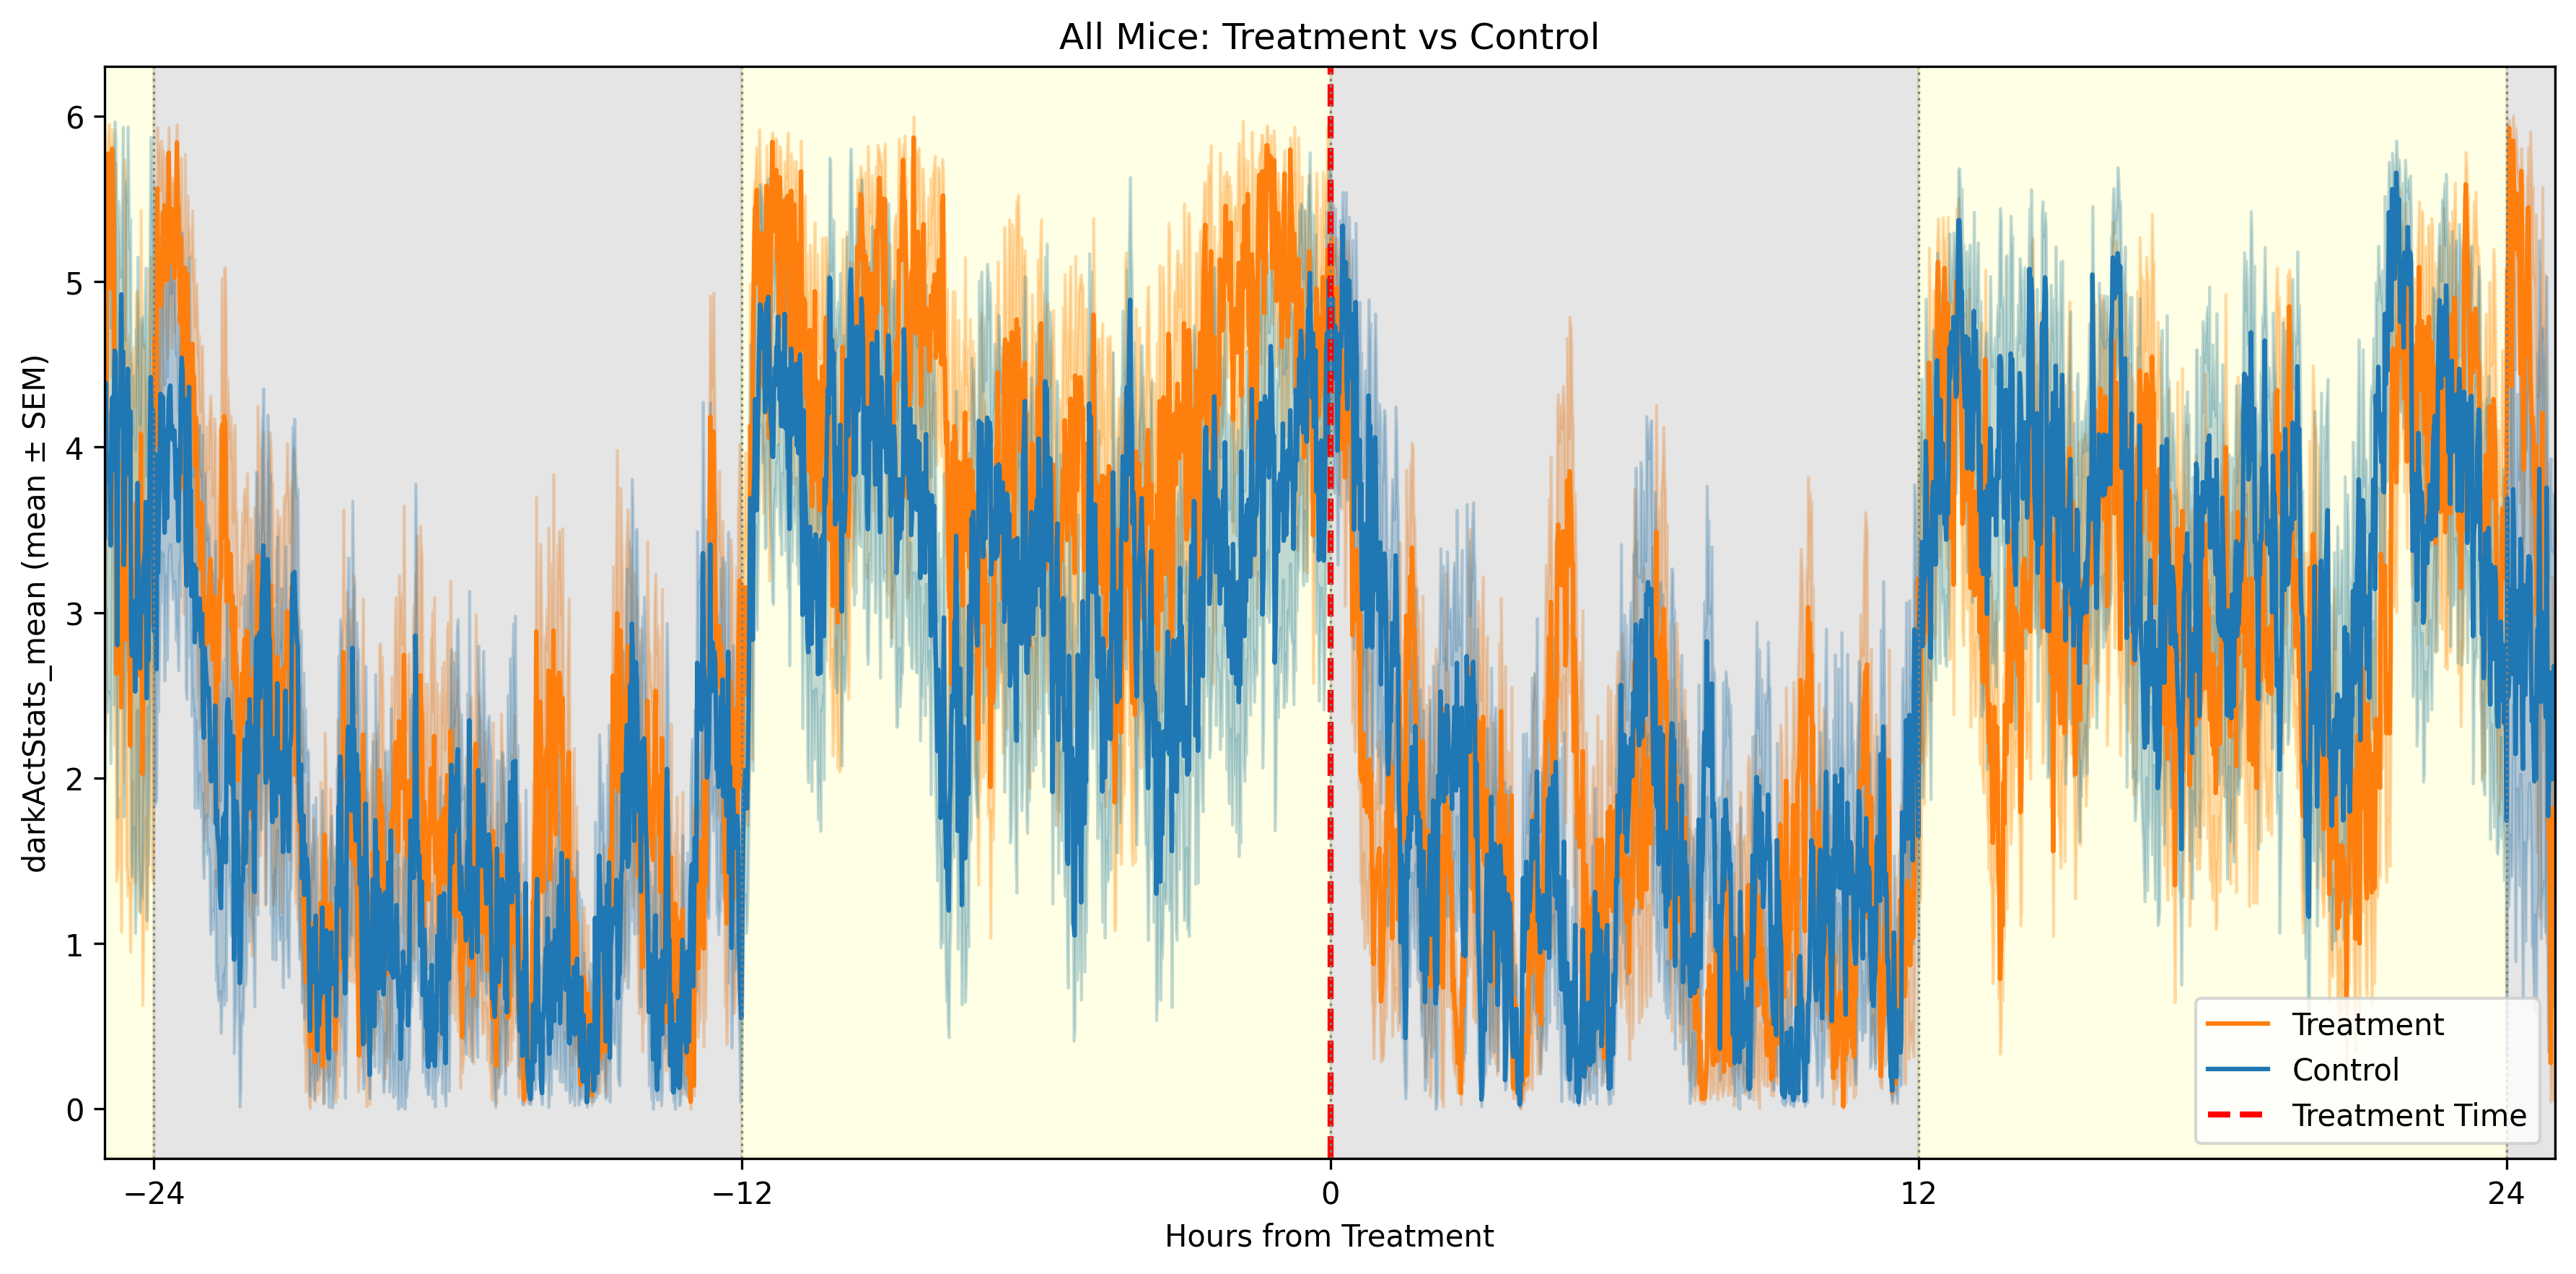 All Mice: Treatment vs Control
darkActStats_mean (mean ± SEM)
6
5
4
3
2
1
0
Treatment
Control
Treatment Time
−24
−12
0
12
24
Hours from Treatment